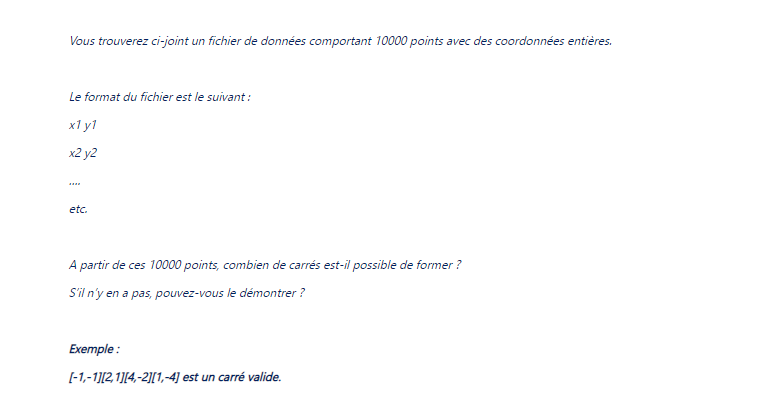 Vous trouverez ci-joint un fichier de données comportant 10000 points avec des coordonnées entières.
Le format du fichier est le suivant :
x1 y1
x2 y2
....
etc.
A partir de ces 10000 points, combien de carrés est-il possible de former ?
S'il n'y en a pas, pouvez-vous le démontrer ?
Exemple :
[-1,-1][2,1][4,-2][1,-4] est un carré valide.